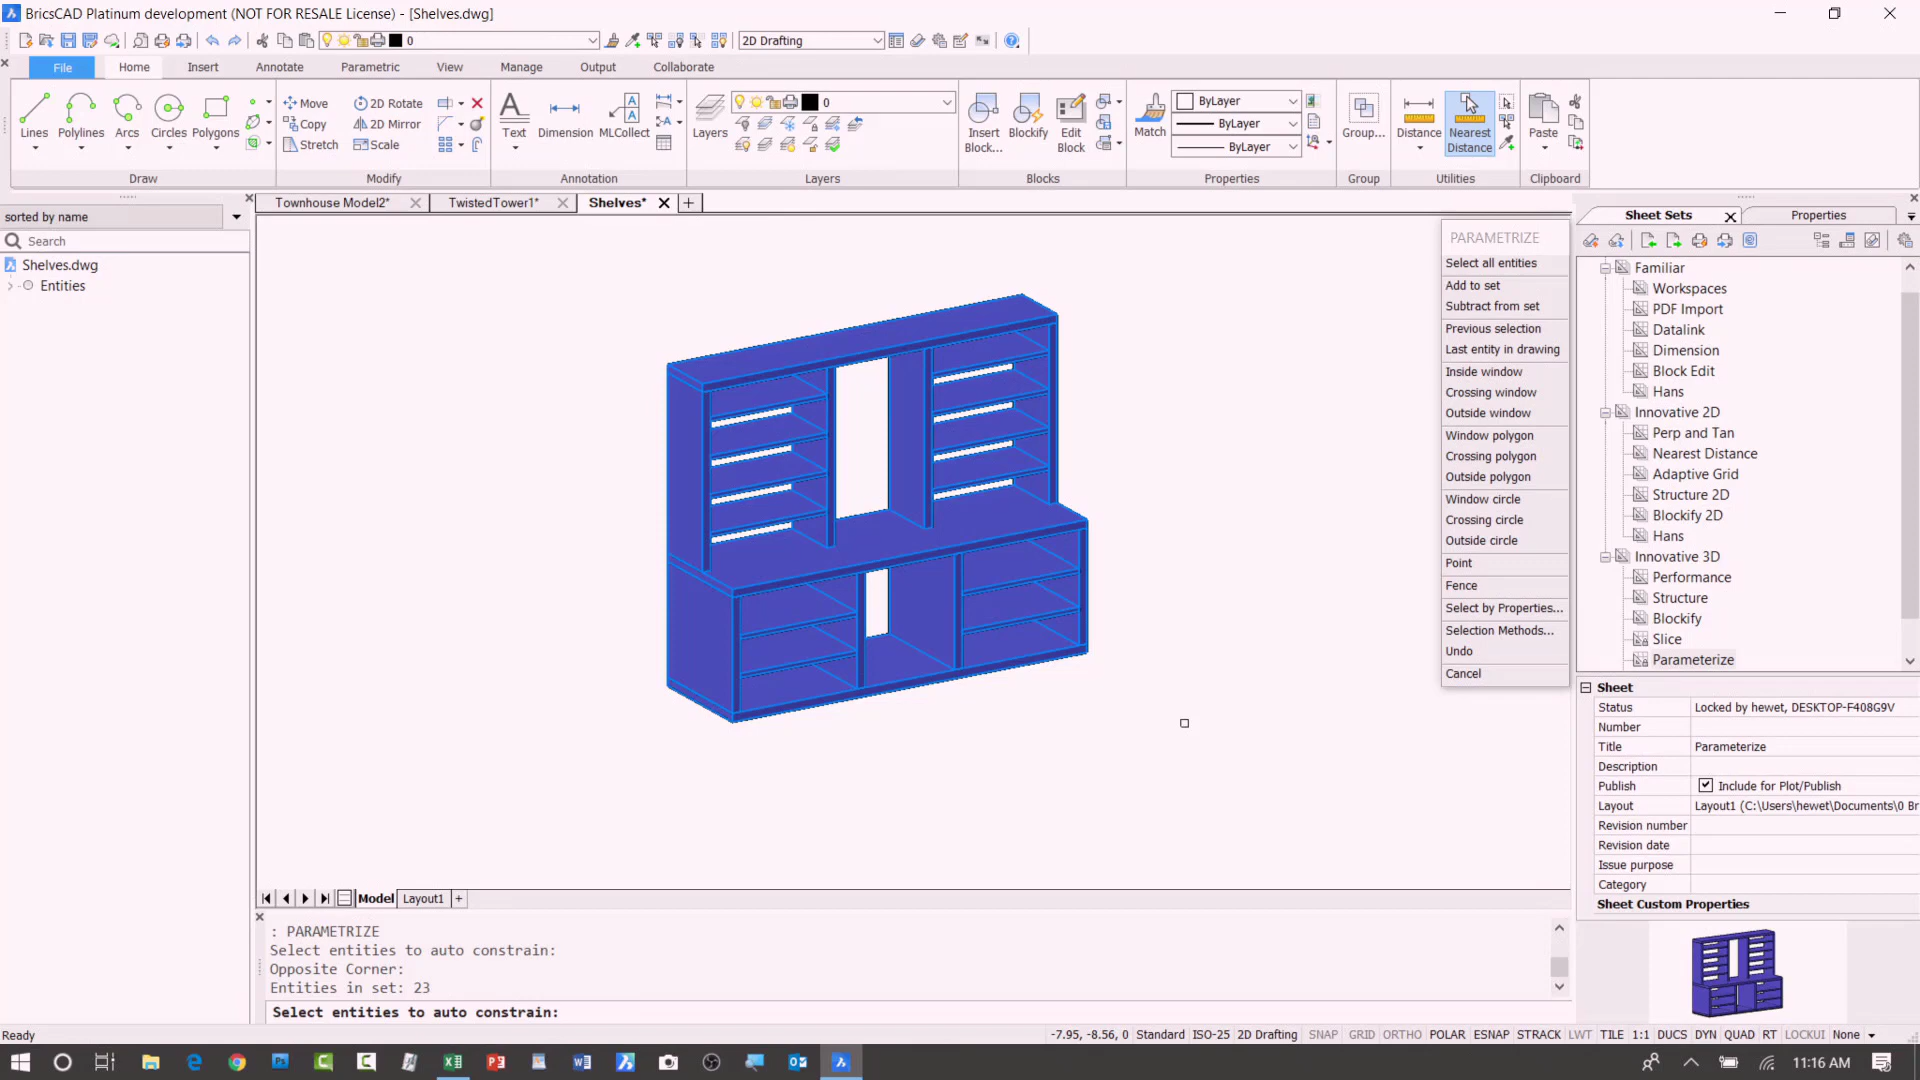 BricsCAD Platinum development (NOT FOR RESALE License) - [Shelves.dwg]
0
2D Drafting
File
Home
Insert
Annotate
Parametric
View
Manage
Output
Collaborate
Lines
Polylines
Arcs
Circles
Polygons
Move
Copy
Stretch
2D Rotate
2D Mirror
Scale
Text
Dimension
MLCollect
Layers
0
Insert
Block...
Blockify
Edit
Block
Match
ByLayer
ByLayer
ByLayer
Group...
Distance
Nearest
Distance
Paste
Draw
Modify
Annotation
Layers
Blocks
Properties
Group
Utilities
Clipboard
sorted by name
Search
Shelves.dwg
Entities
Townhouse Model2*
TwistedTower1*
Shelves*
PARAMETRIZE
Select all entities
Add to set
Subtract from set
Previous selection
Last entity in drawing
Inside window
Crossing window
Outside window
Window polygon
Crossing polygon
Outside polygon
Window circle
Crossing circle
Outside circle
Point
Fence
Select by Properties...
Selection Methods...
Undo
Cancel
Sheet Sets
Properties
Familiar
Workspaces
PDF Import
Datalink
Dimension
Block Edit
Hans
Innovative 2D
Perp and Tan
Nearest Distance
Adaptive Grid
Structure 2D
Blockify 2D
Hans
Innovative 3D
Performance
Structure
Blockify
Slice
Parameterize
Sheet
Status Locked by hewet, DESKTOP-F408G9V
Number
Title Parameterize
Description
Publish Include for Plot/Publish
Layout Layout1 (C:\Users\hewet\Documents\0 Br
Revision number
Revision date
Issue purpose
Category
Sheet Custom Properties
Model
Layout1
: PARAMETRIZE
Select entities to auto constrain:
Opposite Corner:
Entities in set: 23
Select entities to auto constrain:
Ready
-7.95, -8.56, 0 Standard ISO-25 2D Drafting SNAP GRID ORTHO POLAR ESNAP STRACK LWT TILE 1:1 DUCS DYN QUAD RT LOCKUI None
11:16 AM